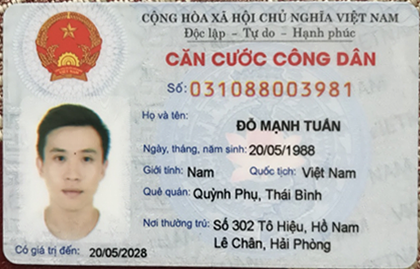 CỘNG HÒA XÃ HỘI CHỦ NGHĨA VIỆT NAM
Độc lập - Tự do - Hạnh phúc
CĂN CƯỚC CÔNG DÂN
Số: 031088003981
Họ và tên:
ĐỖ MẠNH TUÂN
Ngày, tháng, năm sinh: 20/05/1988
Giới tính: Nam Quốc tịch: Việt Nam
Quê quán: Quỳnh Phụ, Thái Bình
Nơi thường trú: Số 302 Tô Hiệu, Hồ Nam
Lê Chân, Hải Phòng
Có giá trị đến: 20/05/2028